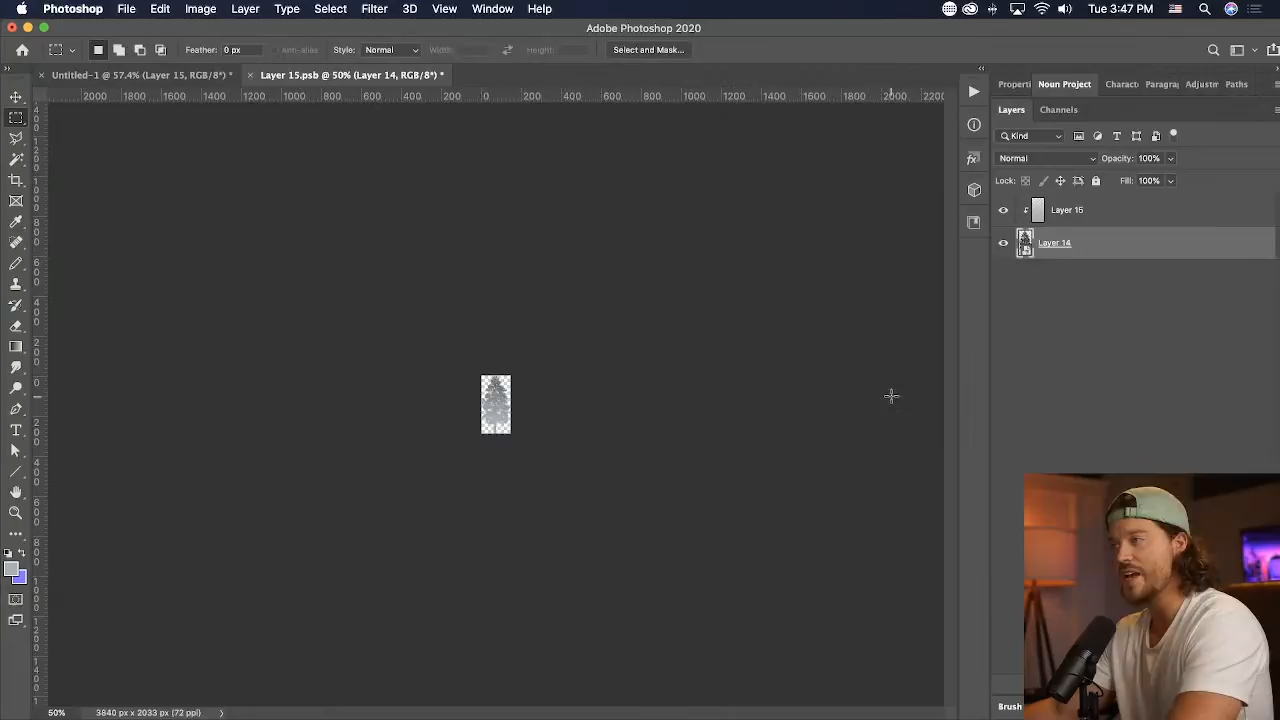 Photoshop File Edit Image Layer Type Select Filter 3D View Window Help Tue 3:47 PM
Adobe Photoshop 2020
Feather: 0 px Anti-alias Style: Normal Width: Height: Select and Mask...
× Untitled-1 @ 57.4% (Layer 15, RGB/8*) * × Layer 15.psb @ 50% (Layer 14, RGB/8*) *
Properti Noun Project Charact Paragra Adjustm Paths
2000 1800 1600 1400 1200 1000 800 600 400 200 0 200 400 600 800 1000 1200 1400 1600 1800 2000 2200
Layers Channels
Kind
Normal Opacity: 100%
Lock: Fill: 100%
Layer 15
Layer 14
Brush
50% 3840 px x 2033 px (72 ppi)